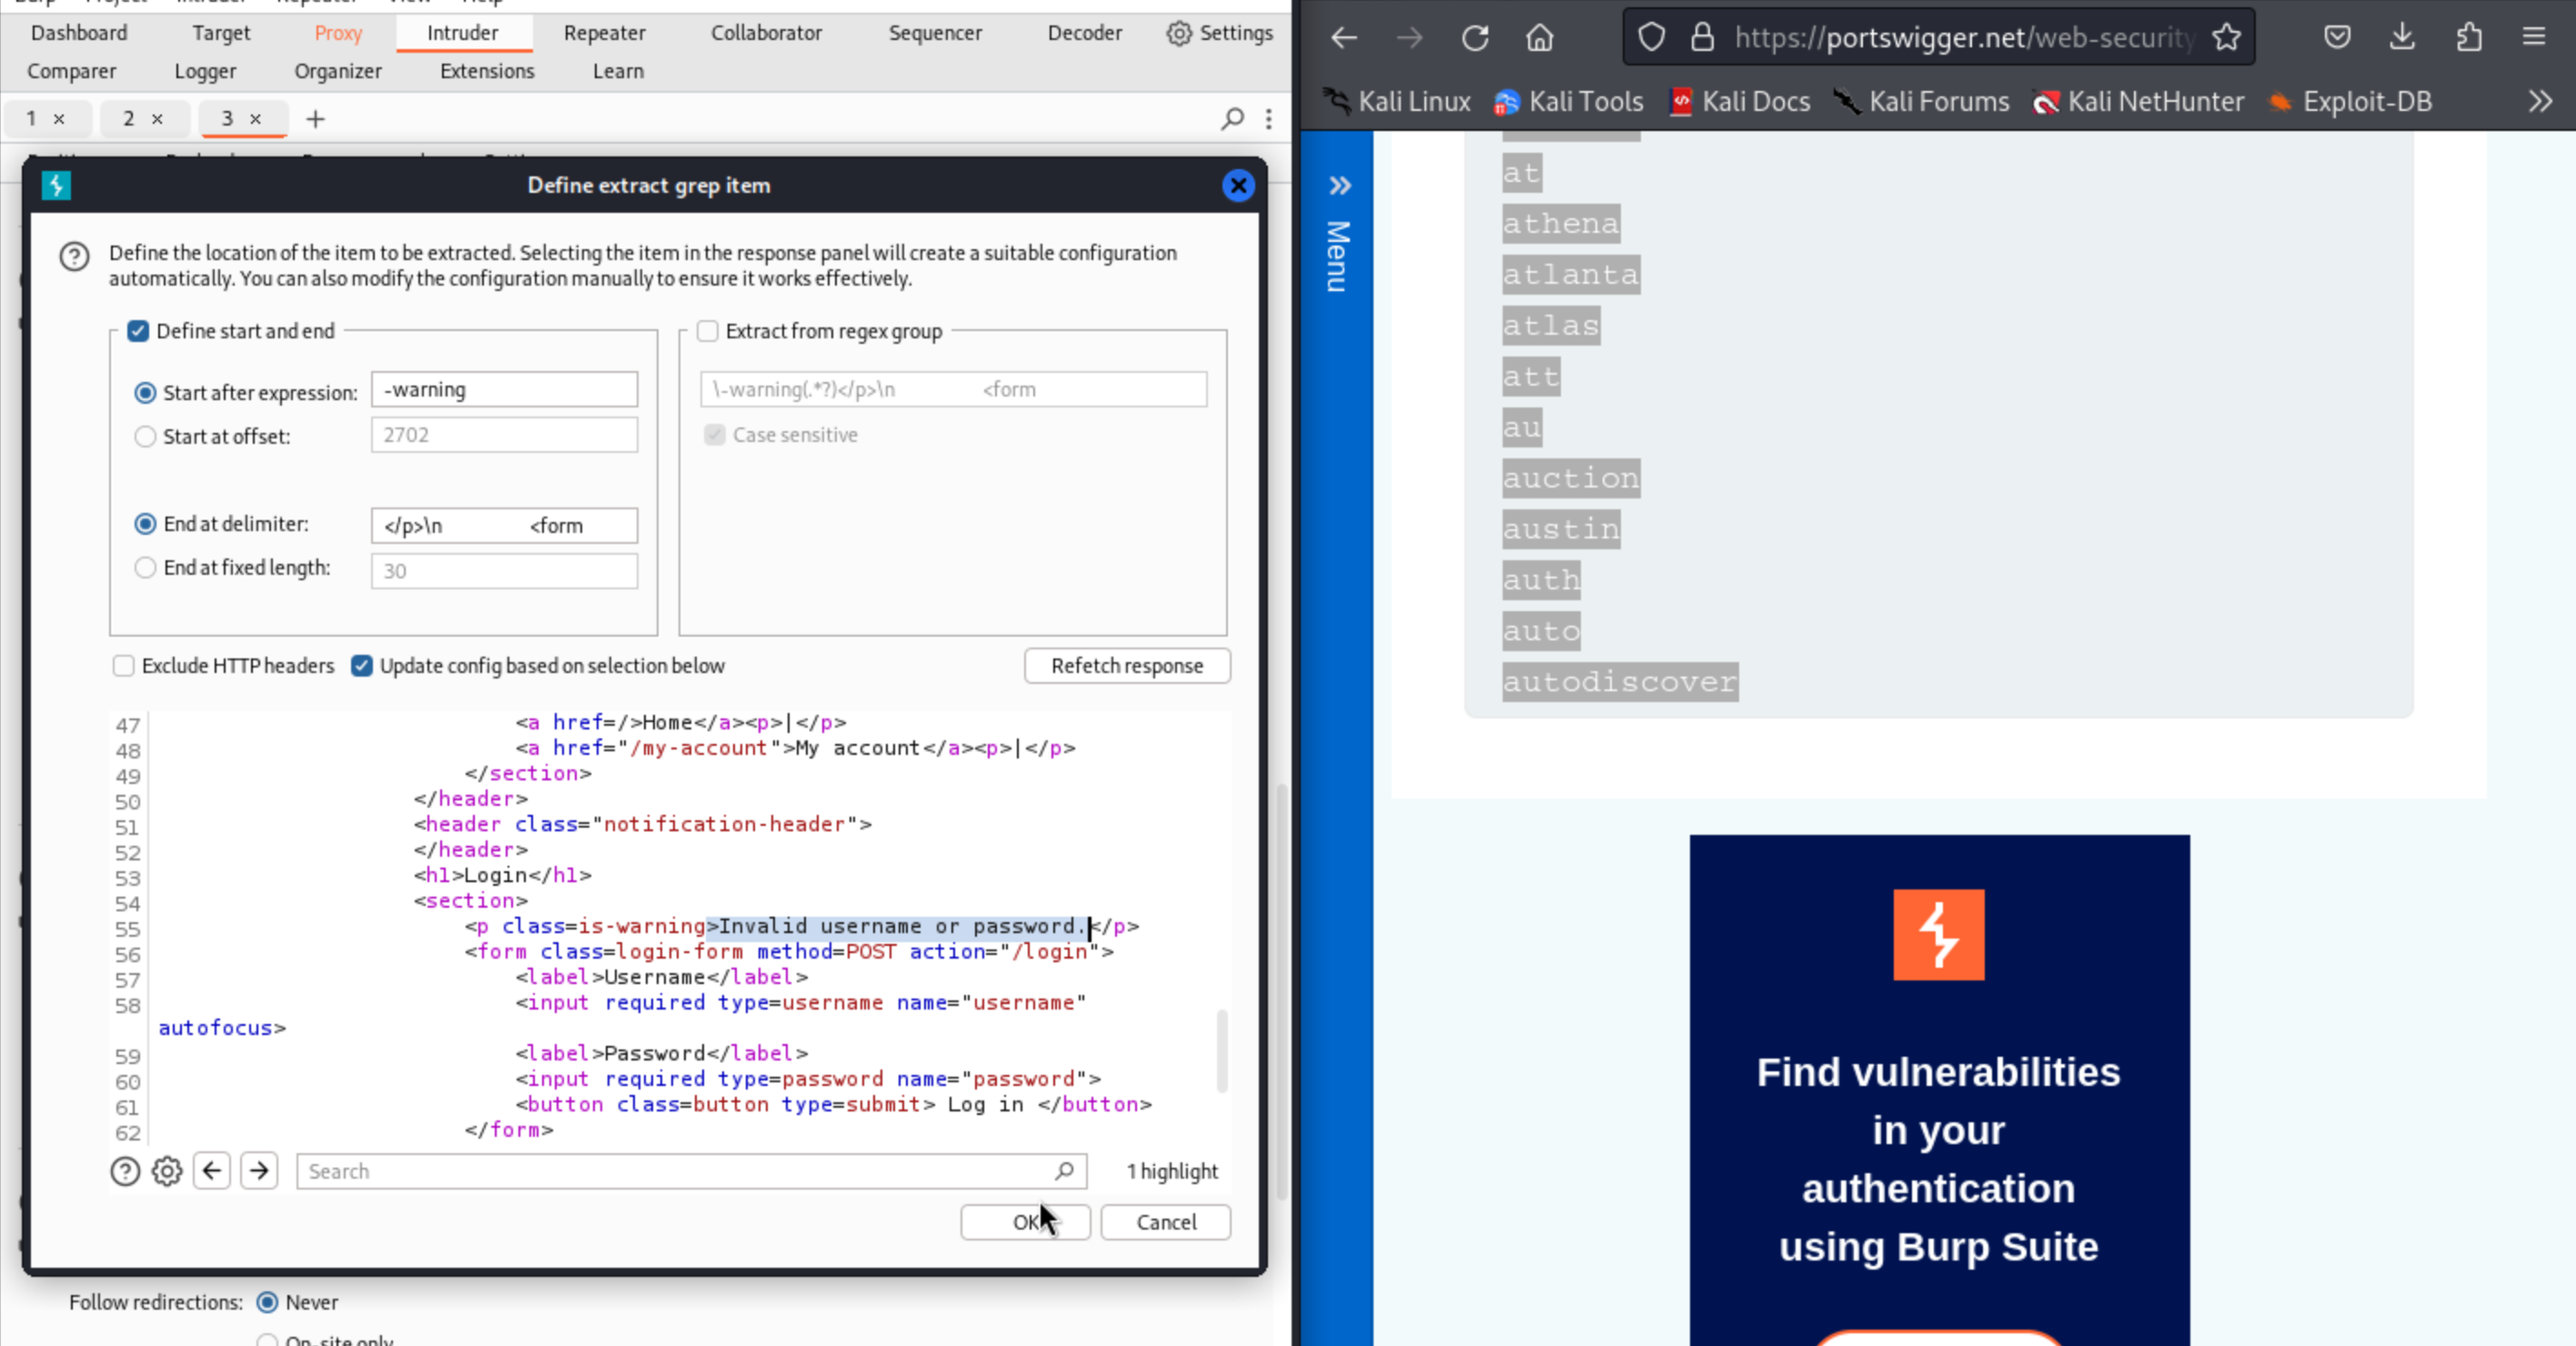 Burp Project Intruder Repeater View Help
Dashboard Target Proxy Intruder Repeater Collaborator Sequencer Decoder Settings
Comparer Logger Organizer Extensions Learn
1 × 2 × 3 × +
Define extract grep item
Define the location of the item to be extracted. Selecting the item in the response panel will create a suitable configuration
automatically. You can also modify the configuration manually to ensure it works effectively.
Define start and end
Start after expression: -warning
Start at offset: 2702
End at delimiter: </p>\n <form
End at fixed length: 30
Extract from regex group
\-warning(.*?)</p>\n <form
Case sensitive
Exclude HTTP headers Update config based on selection below Refetch response
47 <a href=/>Home</a><p>|</p>
48 <a href="/my-account">My account</a><p>|</p>
49 </section>
50 </header>
51 <header class="notification-header">
52 </header>
53 <h1>Login</h1>
54 <section>
55 <p class=is-warning>Invalid username or password.</p>
56 <form class=login-form method=POST action="/login">
57 <label>Username</label>
58 <input required type=username name="username"
autofocus>
59 <label>Password</label>
60 <input required type=password name="password">
61 <button class=button type=submit> Log in </button>
62 </form>
Search 1 highlight
OK Cancel
Follow redirections: Never
On-site only
https://portswigger.net/web-security
Kali Linux Kali Tools Kali Docs Kali Forums Kali NetHunter Exploit-DB
Menu
at
athena
atlanta
atlas
att
au
auction
austin
auth
auto
autodiscover
Find vulnerabilities
in your
authentication
using Burp Suite